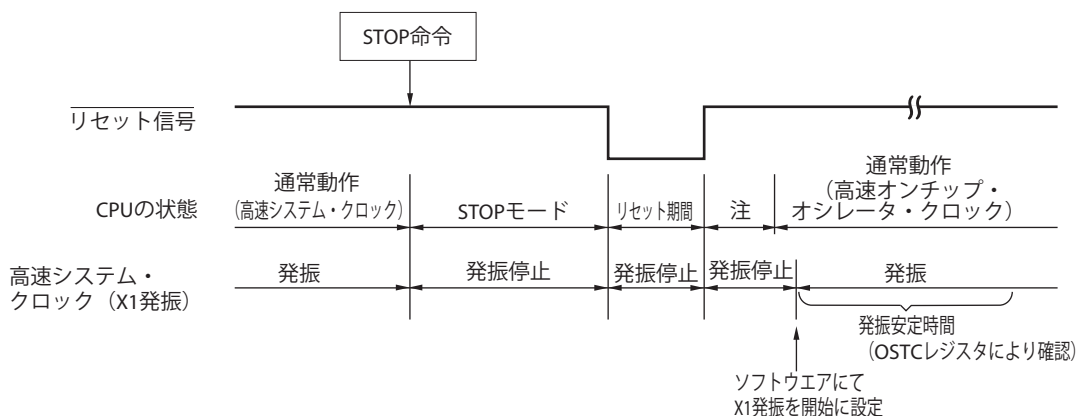 STOP命令
リセット信号
CPUの状態
通常動作
(高速システム・クロック)
STOPモード
リセット期間
注
通常動作
（高速オンチップ・
オシレータ・クロック）
高速システム・
クロック（X1発振）
発振
発振停止
発振停止
発振停止
発振
発振安定時間
（OSTCレジスタにより確認）
ソフトウエアにて
X1発振を開始に設定